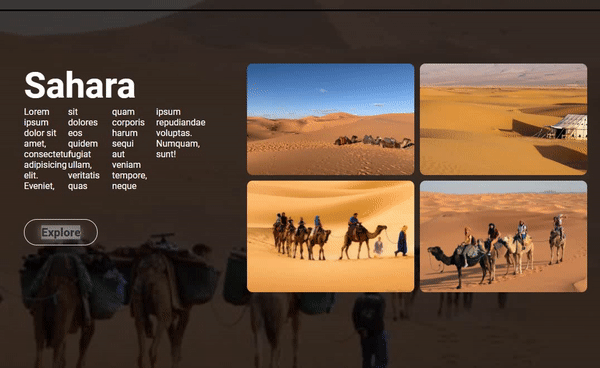 Sahara
Lorem
ipsum
dolor sit
amet,
consectetur
adipisicing
elit.
Eveniet,
sit
dolores
eos
quidem
fugiat
ullam,
veritatis
quas
quam
corporis
harum
sequi
aut
veniam
tempore,
neque
ipsum
repudiandae
voluptas.
Numquam,
sunt!
Explore